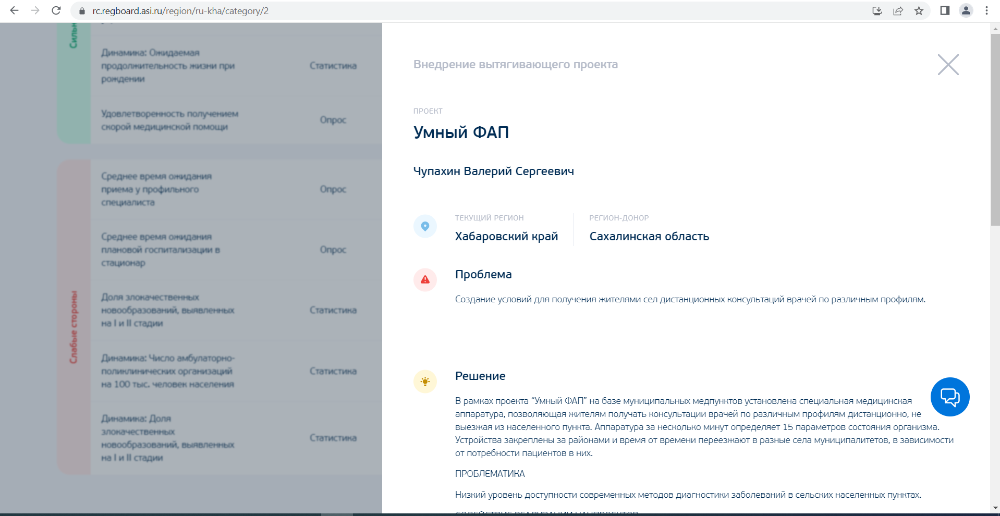 rc.regboard.asi.ru/region/ru-kha/category/2
Динамика: Ожидаемая
продолжительность жизни при
рождении
Статистика
Удовлетворенность получением
скорой медицинской помощи
Опрос
Слабые стороны
Среднее время ожидания
приема у профильного
специалиста
Опрос
Среднее время ожидания
плановой госпитализации в
стационар
Опрос
Доля злокачественных
новообразований, выявленных
на I и II стадии
Статистика
Динамика: Число амбулаторно-
поликлинических организаций
на 100 тыс. человек населения
Статистика
Динамика: Доля
злокачественных
новообразований, выявленных
на I и II стадии
Статистика
Внедрение вытягивающего проекта
ПРОЕКТ
Умный ФАП
Чупахин Валерий Сергеевич
ТЕКУЩИЙ РЕГИОН
Хабаровский край
РЕГИОН-ДОНОР
Сахалинская область
Проблема
Создание условий для получения жителями сел дистанционных консультаций врачей по различным профилям.
Решение
В рамках проекта “Умный ФАП” на базе муниципальных медпунктов установлена специальная медицинская
аппаратура, позволяющая жителям получать консультации врачей по различным профилям дистанционно, не
выезжая из населенного пункта. Аппаратура за несколько минут определяет 15 параметров состояния организма.
Устройства закреплены за районами и время от времени переезжают в разные села муниципалитетов, в зависимости
от потребности пациентов в них.
ПРОБЛЕМАТИКА
Низкий уровень доступности современных методов диагностики заболеваний в сельских населенных пунктах.
СОДЕЙСТВИЕ РЕАЛИЗАЦИИ НАЦПРОЕКТОВ